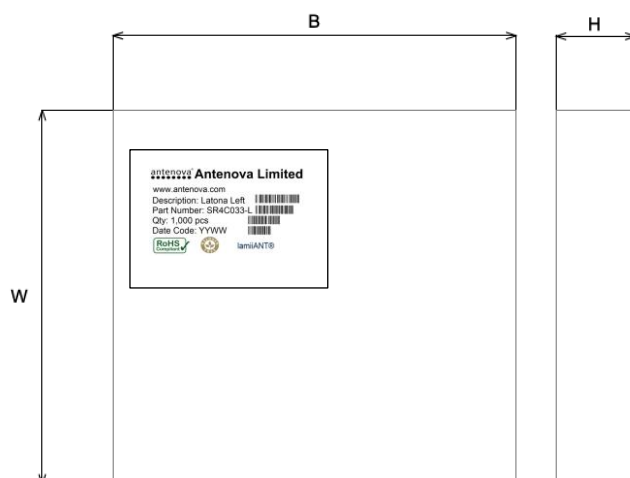 B
H
W
antenova® Antenova Limited
www.antenova.com
Description: Latona Left
Part Number: SR4C033-L
Qty: 1,000 pcs
Date Code: YYWW
RoHS
Compliant
lamiiANT®